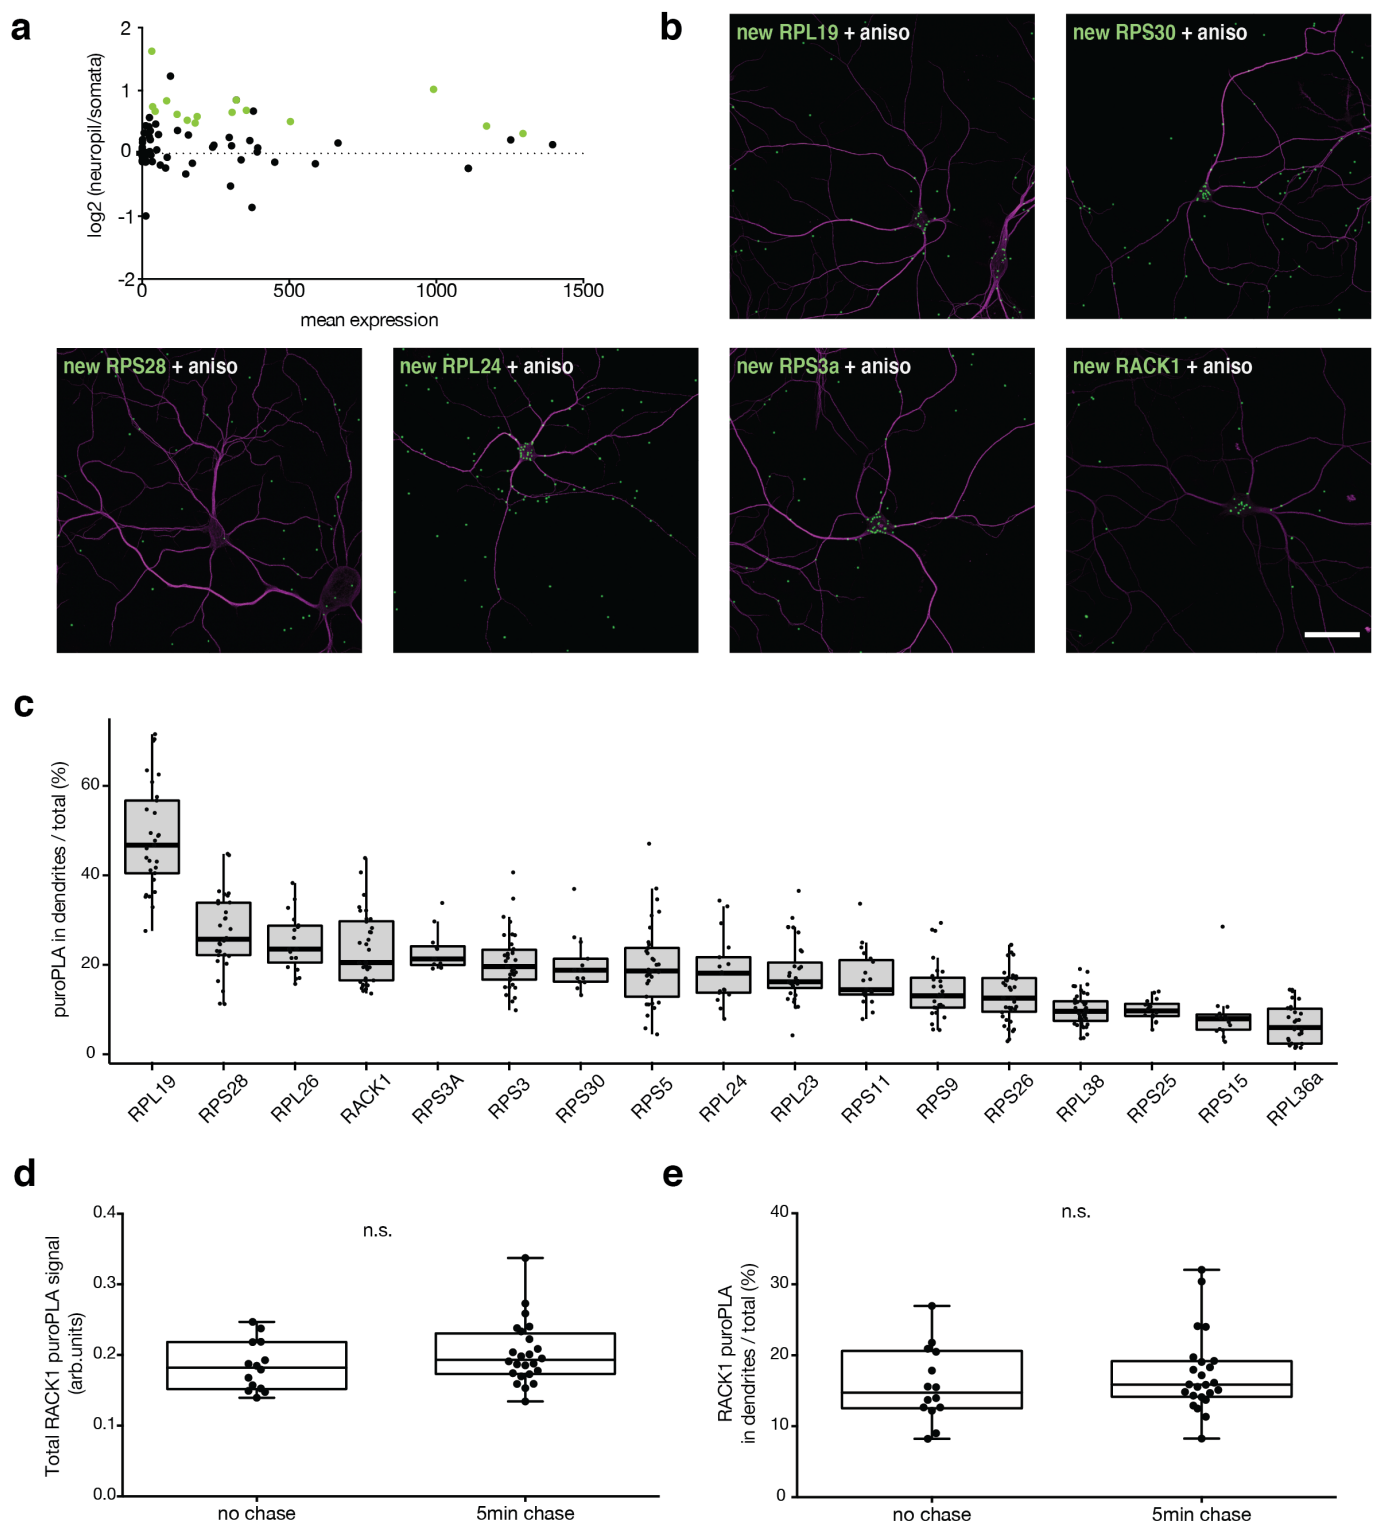 a
2
1
0
-1
-2
log2 (neuropil/somata)
0
500
1000
1500
mean expression
b
new RPL19 + aniso
new RPS30 + aniso
new RPS28 + aniso
new RPL24 + aniso
new RPS3a + aniso
new RACK1 + aniso
c
puroPLA in dendrites / total (%)
60
40
20
0
RPL19
RPS28
RPL26
RACK1
RPS3A
RPS3
RPS30
RPS5
RPL24
RPL23
RPS11
RPS9
RPS26
RPL38
RPS25
RPS15
RPL36a
d
Total RACK1 puroPLA signal
(arb.units)
0.4
0.3
0.2
0.1
0.0
n.s.
no chase
5min chase
e
RACK1 puroPLA
in dendrites / total (%)
40
30
20
10
0
n.s.
no chase
5min chase